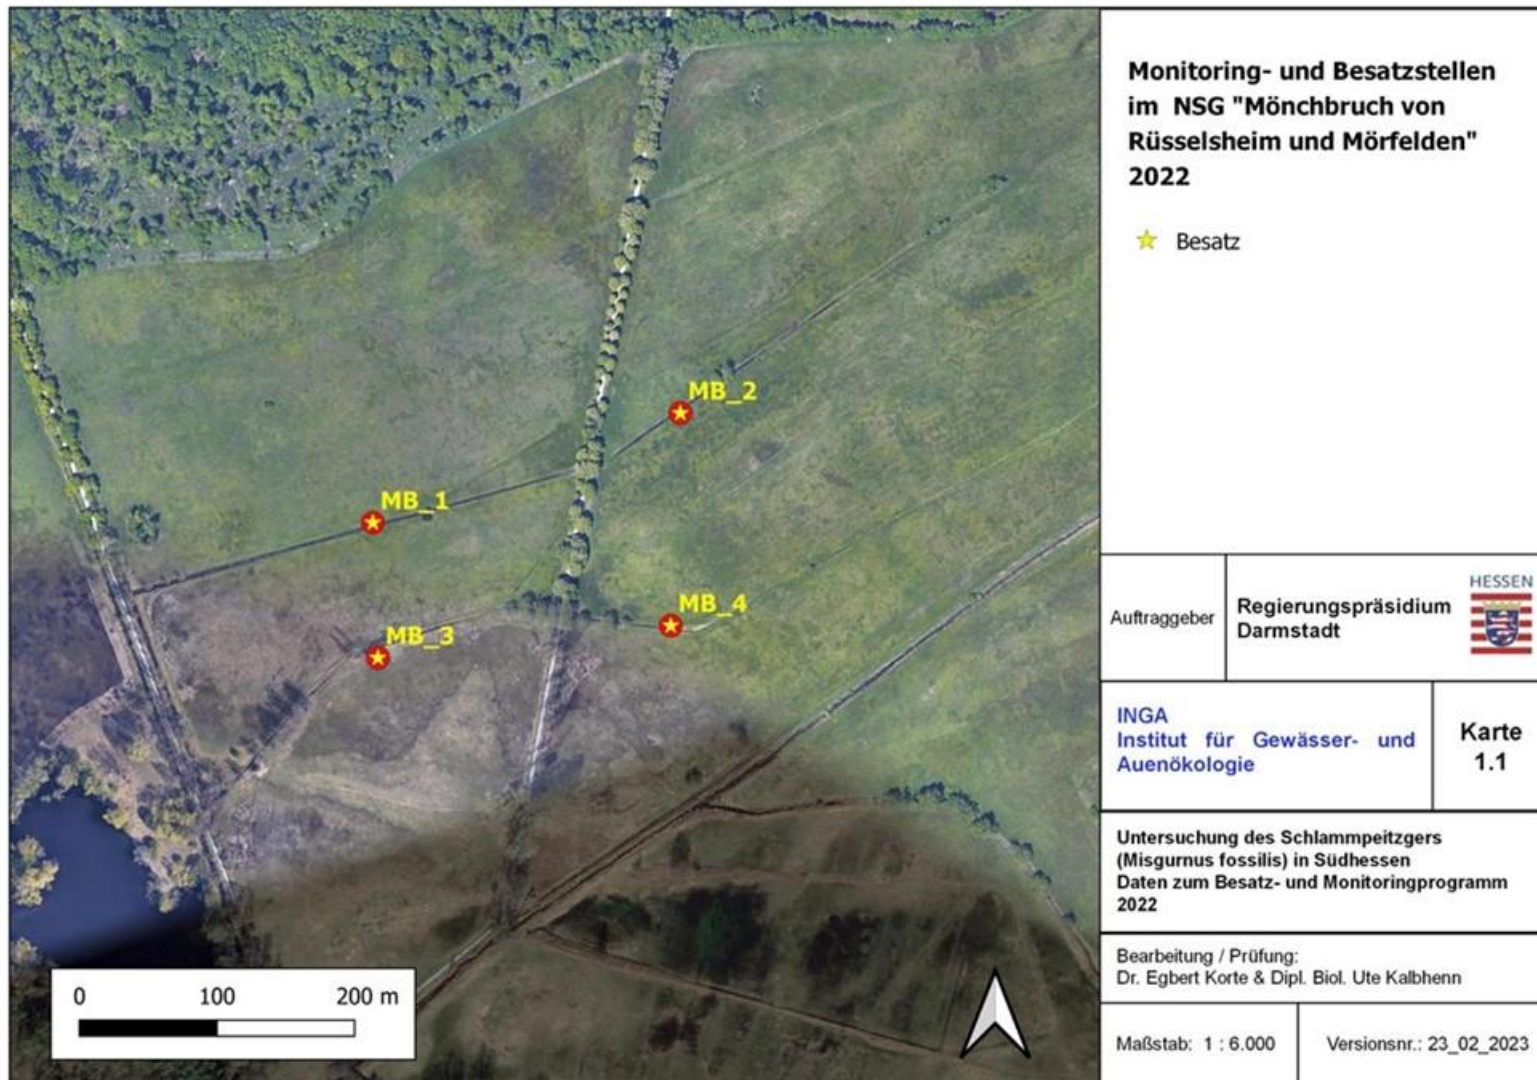 Monitoring- und Besatzstellen
im NSG "Mönchbruch von
Rüsselsheim und Mörfelden"
2022
Besatz
MB_2
MB_1
MB_4
MB_3
0 100 200 m
Auftraggeber
Regierungspräsidium
Darmstadt
HESSEN
INGA
Institut für Gewässer- und
Auenökologie
Karte
1.1
Untersuchung des Schlammpeitzgers
(Misgurnus fossilis) in Südhessen
Daten zum Besatz- und Monitoringprogramm
2022
Bearbeitung / Prüfung:
Dr. Egbert Korte & Dipl. Biol. Ute Kalbhenn
Maßstab: 1 : 6.000
Versionsnr.: 23_02_2023